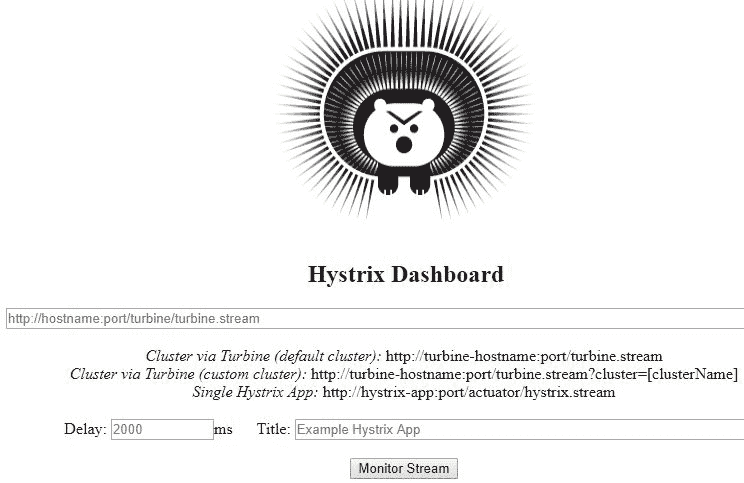 Hystrix Dashboard
http://hostname:port/turbine/turbine.stream
Cluster via Turbine (default cluster): http://turbine-hostname:port/turbine.stream
Cluster via Turbine (custom cluster): http://turbine-hostname:port/turbine.stream?cluster=[clusterName]
Single Hystrix App: http://hystrix-app:port/actuator/hystrix.stream
Delay: 2000 ms Title: Example Hystrix App
Monitor Stream